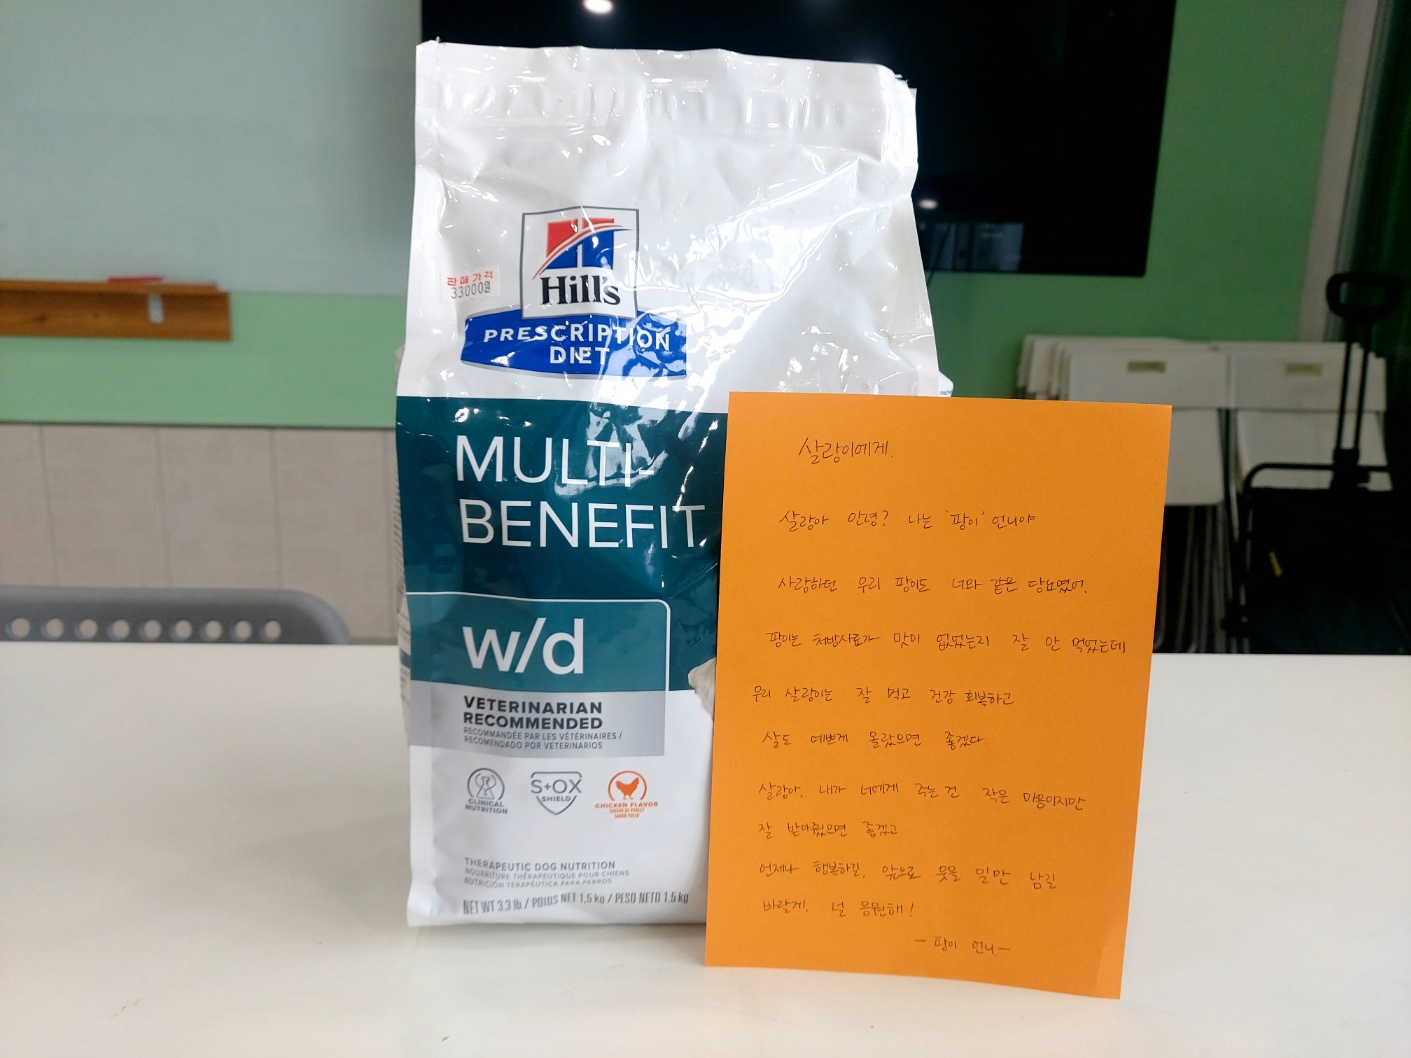 판매가격
33000원
Hill's
PRESCRIPTION
DIET
MULTI-
BENEFIT
w/d
VETERINARIAN
RECOMMENDED
RECOMMANDÉE PAR LES VÉTÉRINAIRES /
RECOMENDADO POR VETERINARIOS
CLINICAL
NUTRITION
S+OX
SHIELD
CHICKEN FLAVOR
SAVEUR DE POULET
SABOR POLLO
THERAPEUTIC DOG NUTRITION
NOURRITURE THÉRAPEUTIQUE POUR CHIENS
NUTRICIÓN TERAPÉUTICA PARA PERROS
NET WT 3.3 lb / POIDS NET 1,5 kg / PESO NETO 1.5 kg
살랑이에게.
살랑아 안녕? 나는 '팡이' 언니야
사랑하던 우리 팡이도 너와 같은 당뇨였어.
팡이는 처방사료가 맛이 없었는지 잘 안 먹었는데
우리 살랑이는 잘 먹고 건강 회복하고
살도 예쁘게 올랐으면 좋겠다.
살랑아, 내가 너에게 주는 건 작은 마음이지만
잘 받아줬으면 좋겠고
언제나 행복하길, 앞으로 웃을 일만 남길
바랄게. 널 응원해!
- 팡이 언니 -